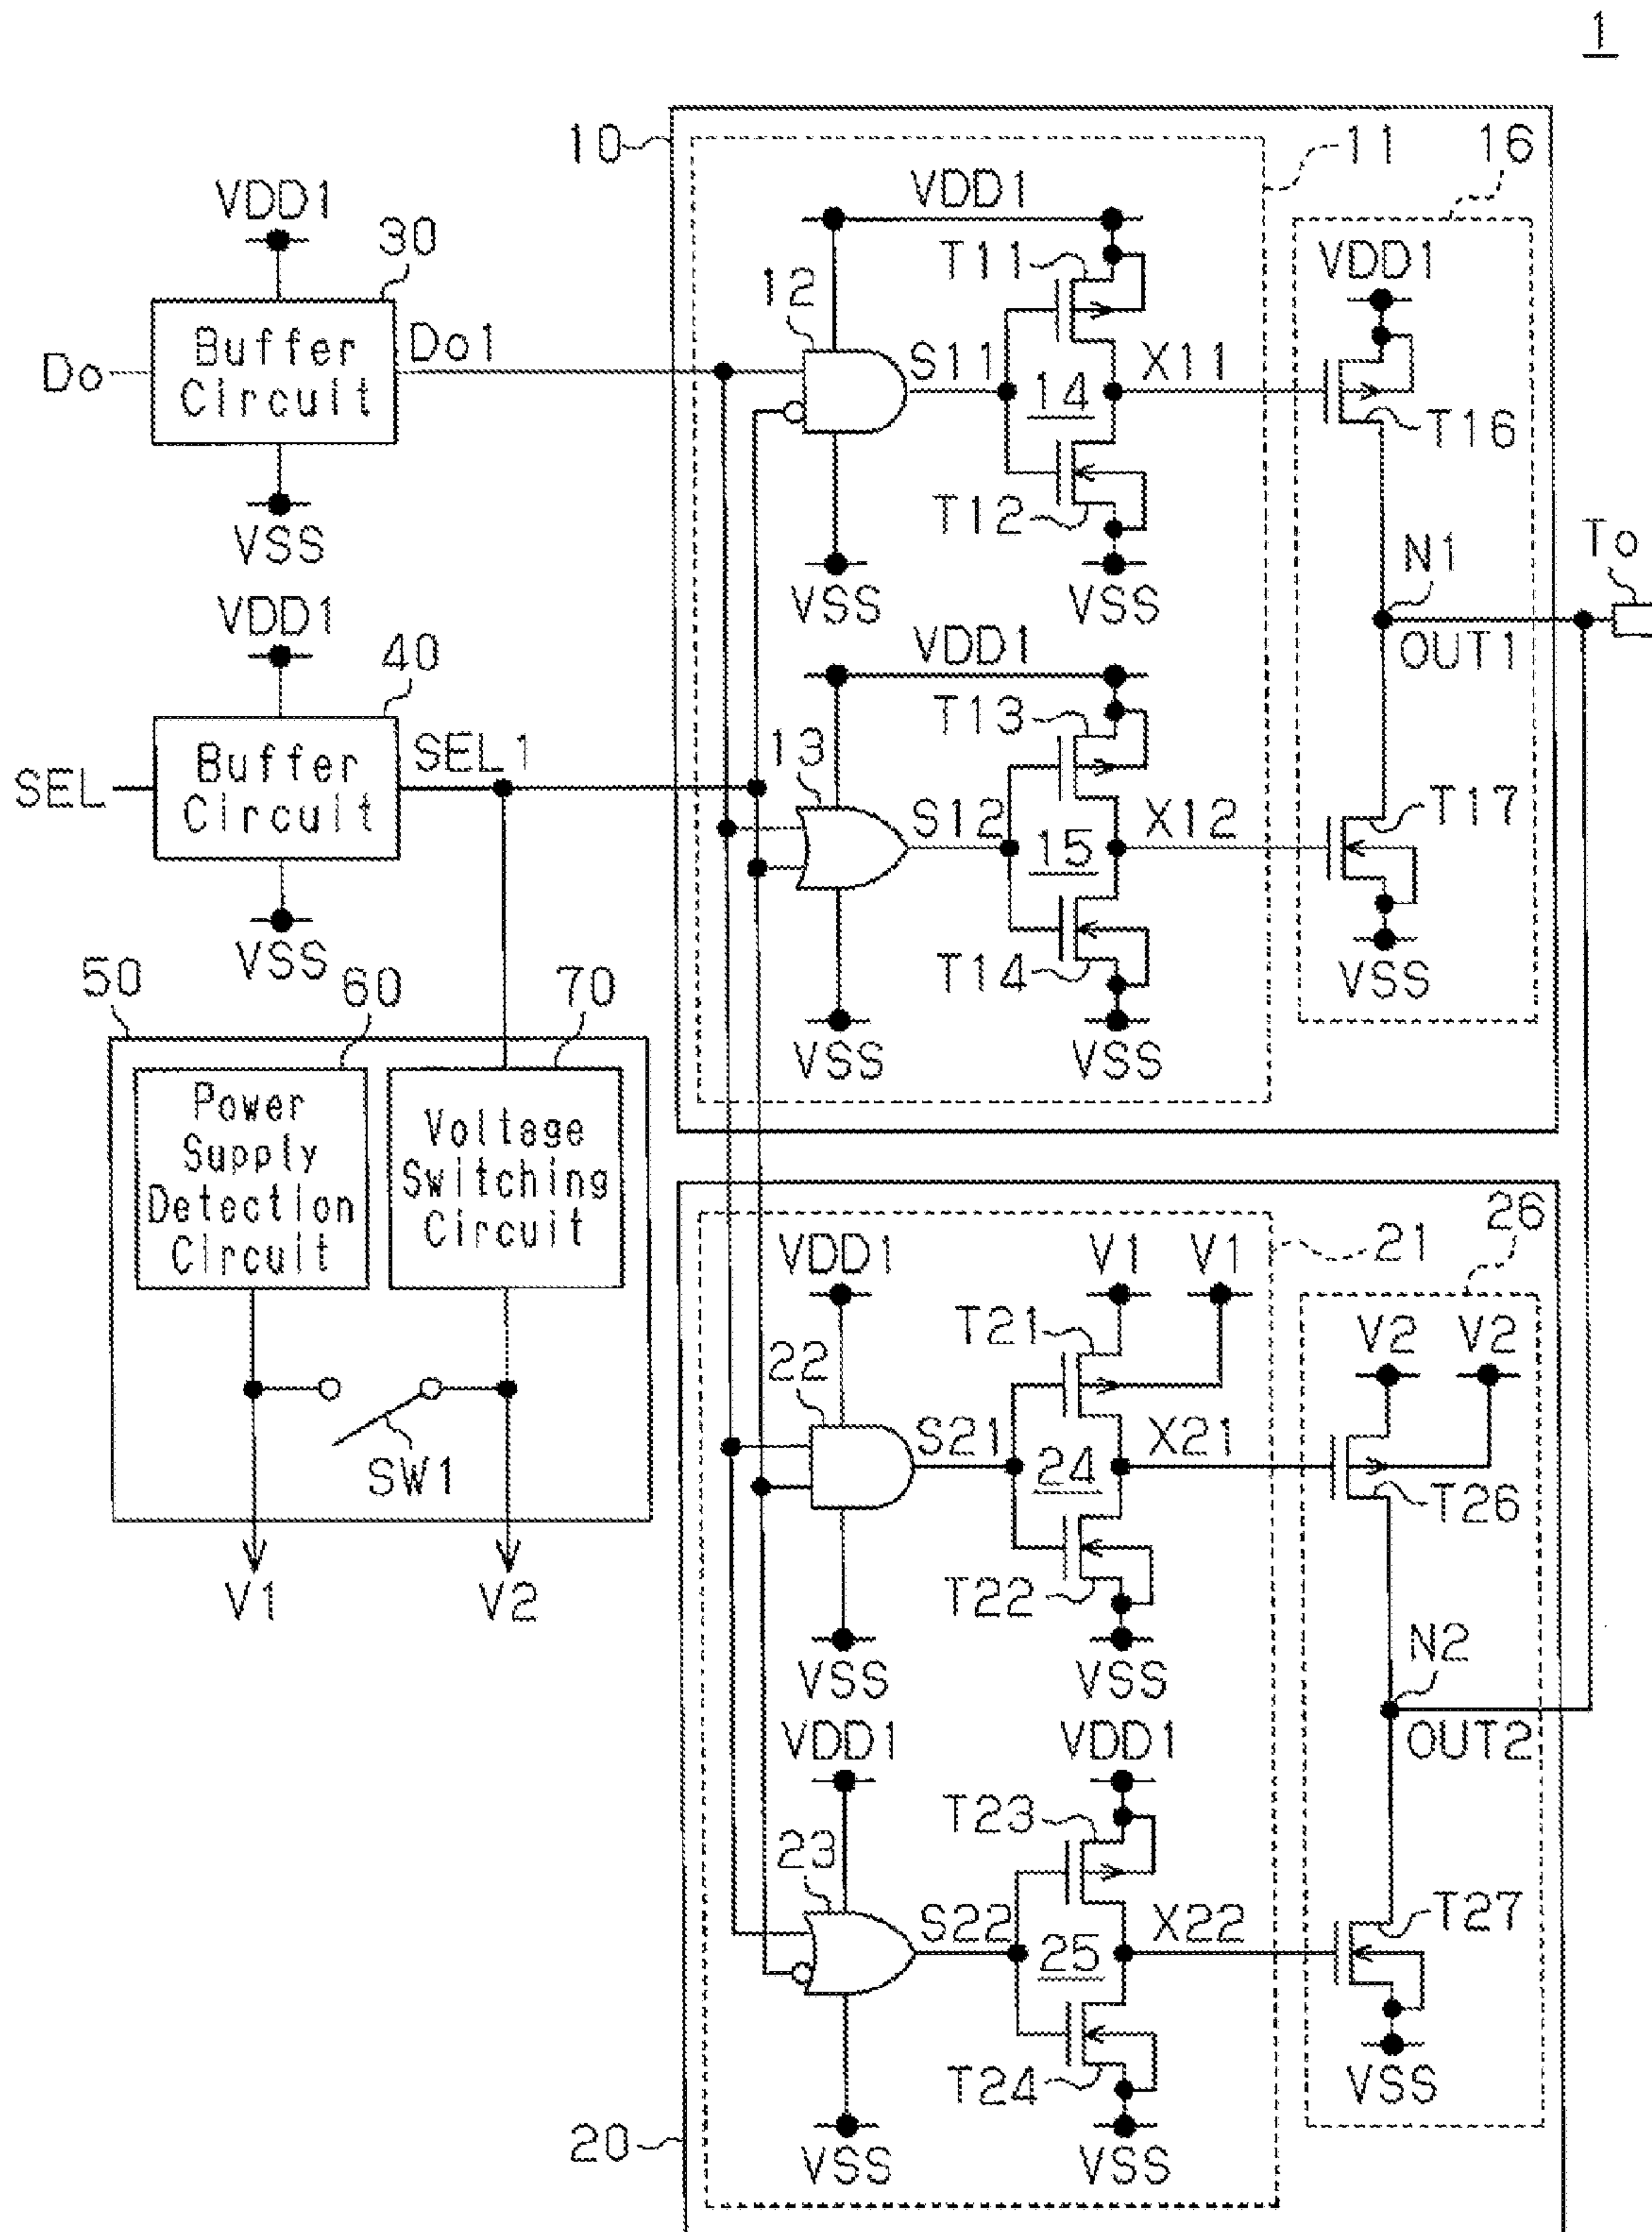 1
10
11
16
VDD1
30
VDD1
VDD1
T11
12
Do
Buffer
Circuit
Do1
S11
14
X11
T16
T12
VSS
VSS
VSS
N1
To
VDD1
40
VDD1
OUT1
T13
13
SEL
Buffer
Circuit
SEL1
S12
15
X12
T17
T14
VSS
VSS
VSS
VSS
50
60
70
Power
Supply
Detection
Circuit
Voltage
Switching
Circuit
SW1
V1
V2
21
26
VDD1
V1
V1
T21
V2
V2
22
S21
24
X21
T26
T22
VSS
VSS
N2
VDD1
VDD1
OUT2
T23
23
S22
25
X22
T27
T24
VSS
20
VSS
VSS